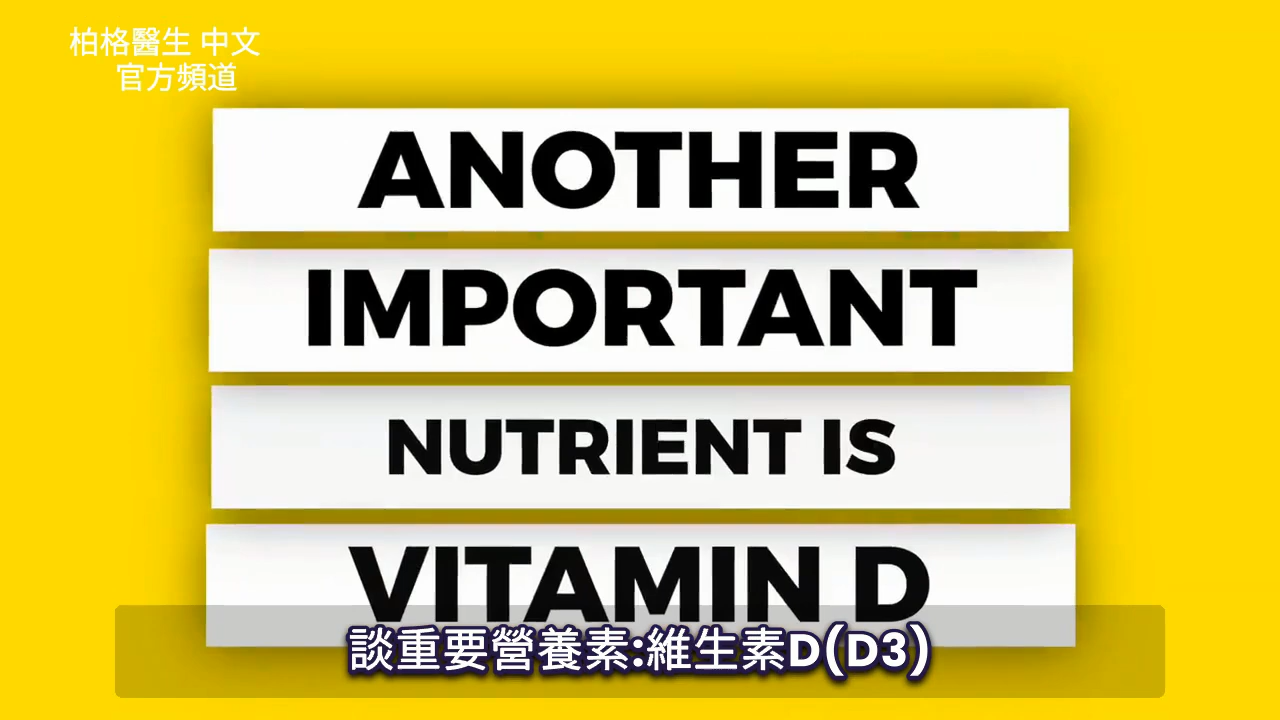 柏格醫生 中文
官方頻道
ANOTHER
IMPORTANT
NUTRIENT IS
VITAMIN D
談重要營養素:維生素D(D3)